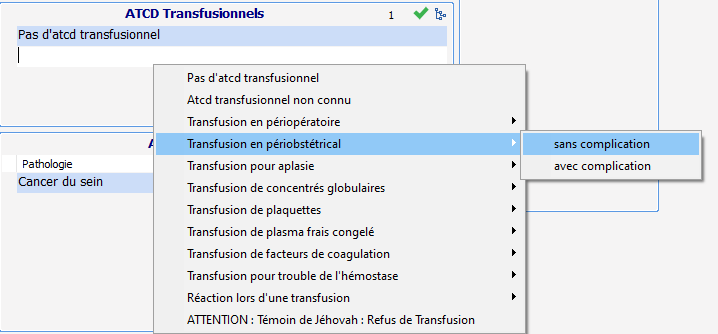 ATCD Transfusionnels 1
Pas d'atcd transfusionnel
Pas d'atcd transfusionnel
Atcd transfusionnel non connu
Transfusion en périopératoire
Transfusion en périobstétrical
sans complication
avec complication
Transfusion pour aplasie
Transfusion de concentrés globulaires
Transfusion de plaquettes
Transfusion de plasma frais congelé
Transfusion de facteurs de coagulation
Transfusion pour trouble de l'hémostase
Réaction lors d'une transfusion
ATTENTION : Témoin de Jéhovah : Refus de Transfusion
Pathologie
Cancer du sein